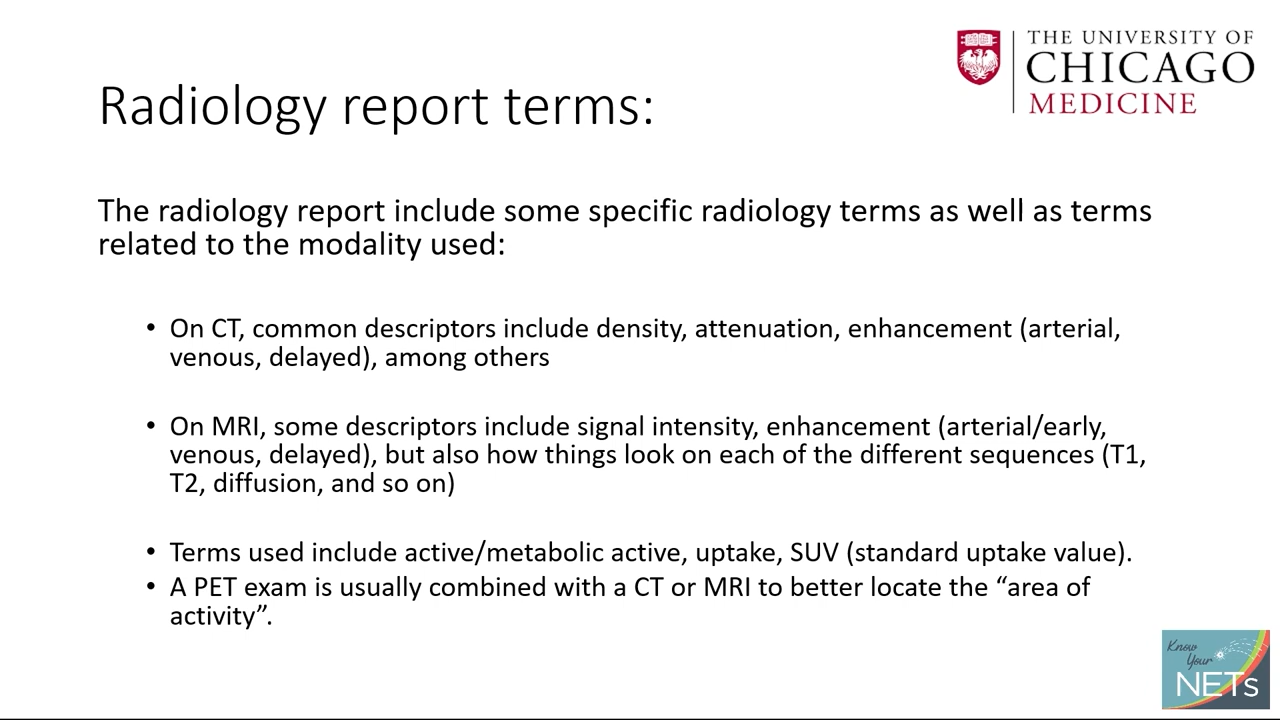 THE UNIVERSITY OF
CHICAGO
MEDICINE
Radiology report terms:
The radiology report include some specific radiology terms as well as terms
related to the modality used:
• On CT, common descriptors include density, attenuation, enhancement (arterial,
venous, delayed), among others
• On MRI, some descriptors include signal intensity, enhancement (arterial/early,
venous, delayed), but also how things look on each of the different sequences (T1,
T2, diffusion, and so on)
• Terms used include active/metabolic active, uptake, SUV (standard uptake value).
• A PET exam is usually combined with a CT or MRI to better locate the “area of
activity”.
Know
Your
NETs